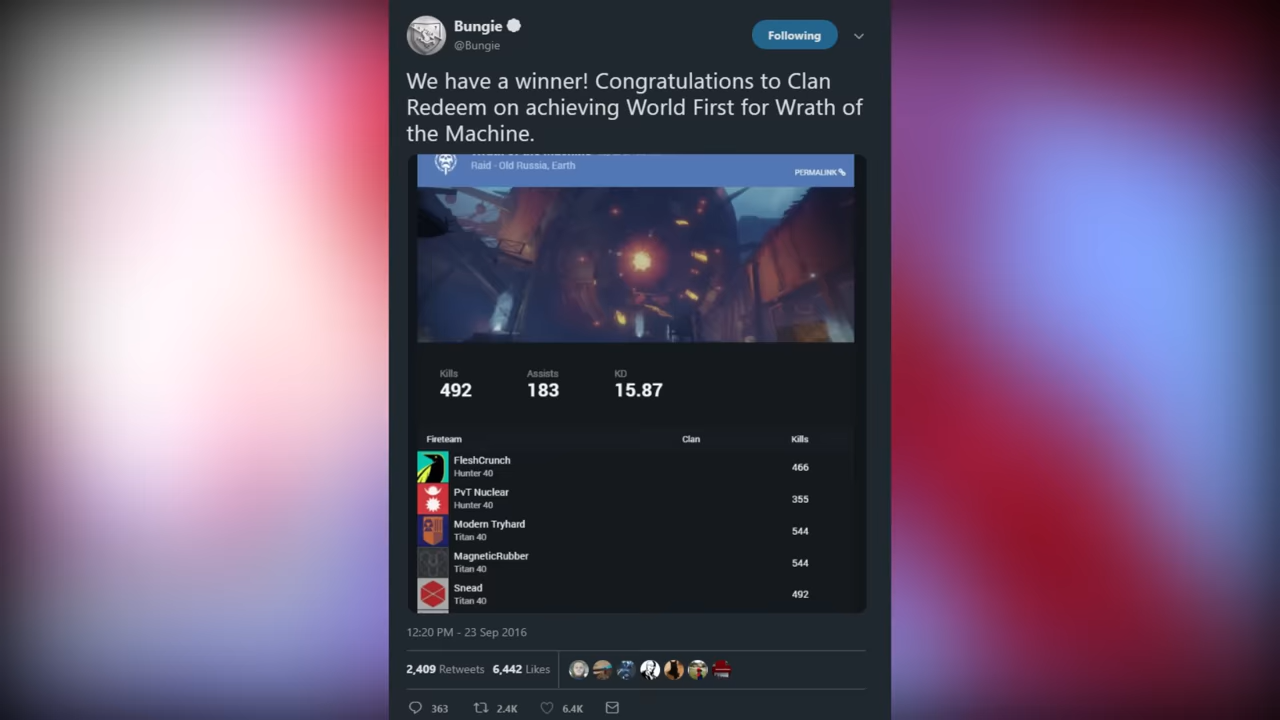 Bungie
@Bungie
Following
We have a winner! Congratulations to Clan
Redeem on achieving World First for Wrath of
the Machine.
Raid - Old Russia, Earth
PERMALINK
Kills Assists KD
492 183 15.87
Fireteam Clan Kills
FleshCrunch
Hunter 40
466
PvT Nuclear
Hunter 40
355
Modern Tryhard
Titan 40
544
MagneticRubber
Titan 40
544
Snead
Titan 40
492
12:20 PM - 23 Sep 2016
2,409 Retweets 6,442 Likes
363 2.4K 6.4K